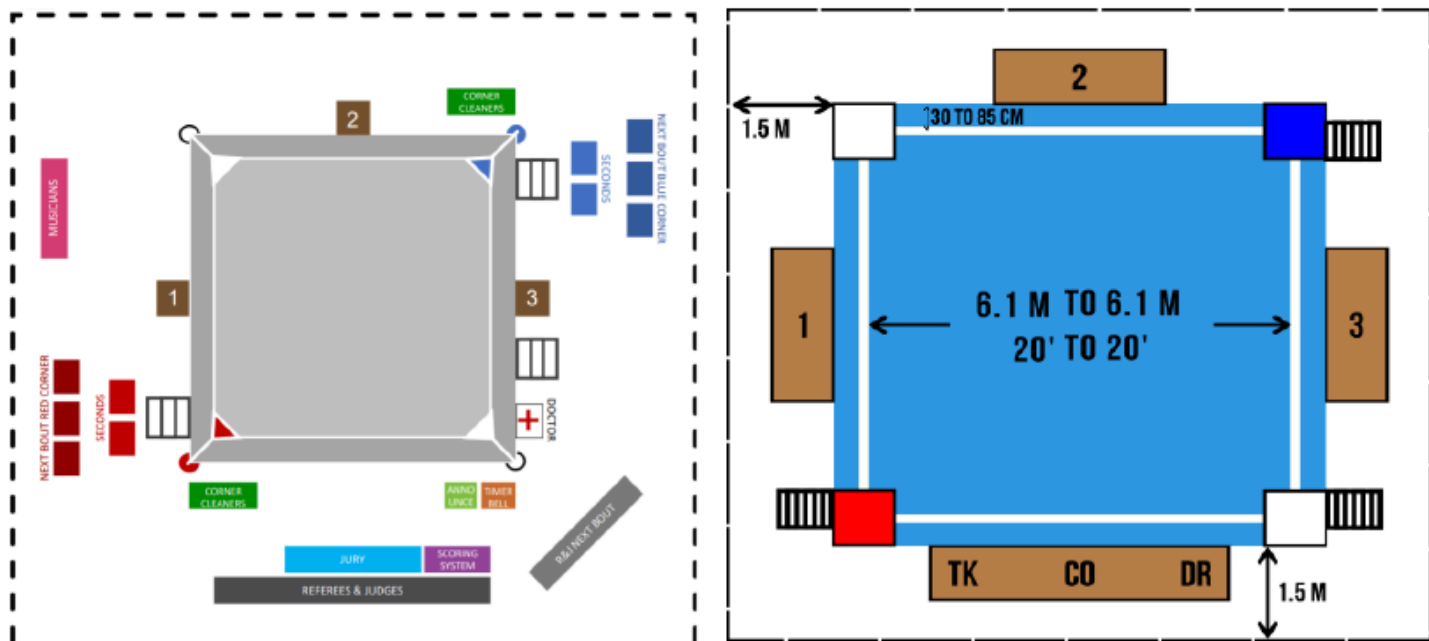 CORNER
CLEANERS
2
NEXT BOUT BLUE CORNER
SECONDS
MUSICIANS
1
3
NEXT BOUT RED CORNER
SECONDS
DOCTOR
CORNER
CLEANERS
ANNO
UNCE
TIMER
BELL
R&I NEXT BOUT
JURY
SCORING
SYSTEM
REFEREES & JUDGES
2
1.5 M
30 TO 85 CM
1
6.1 M TO 6.1 M
20' TO 20'
3
TK CO DR
1.5 M